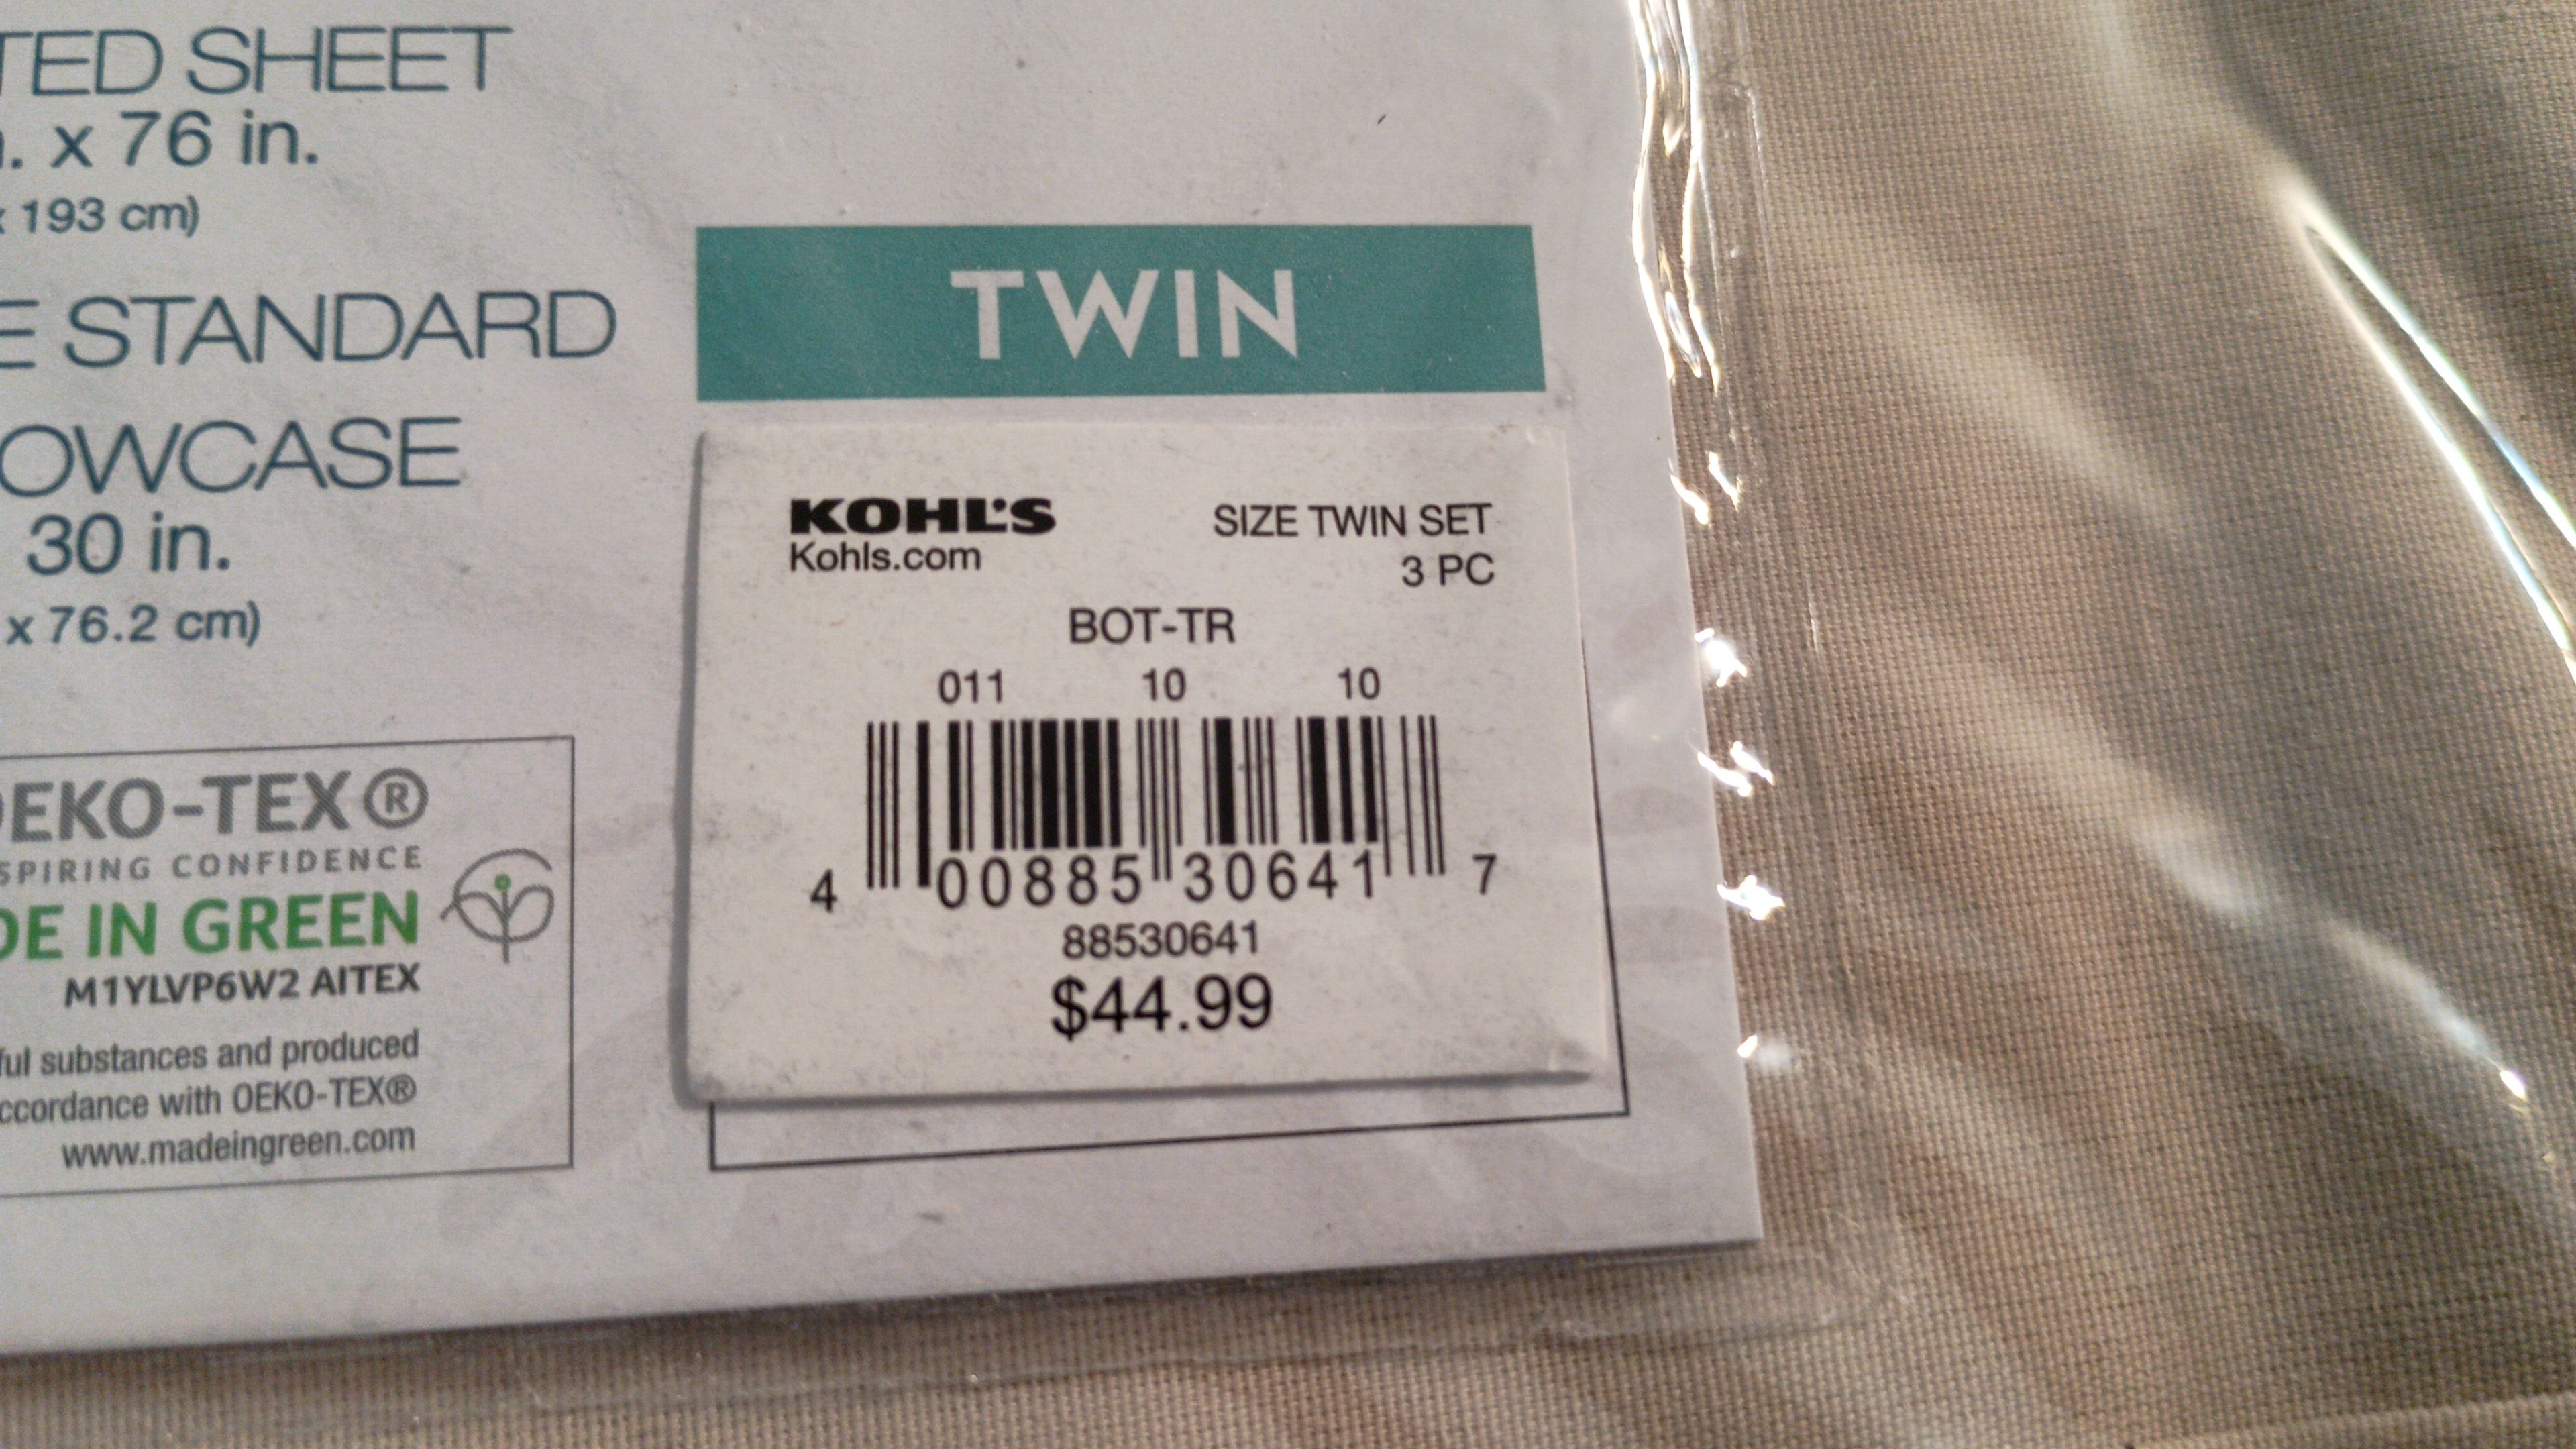 TED SHEET
. x 76 in.
x 193 cm)
E STANDARD
OWCASE
30 in.
x 76.2 cm)
TWIN
KOHL'S
Kohls.com
SIZE TWIN SET
3 PC
BOT-TR
011 10 10
4 00885 30641 7
88530641
$44.99
OEKO-TEX®
SPIRING CONFIDENCE
DE IN GREEN
M1YLVP6W2 AITEX
ful substances and produced
ccordance with OEKO-TEX®
www.madeingreen.com